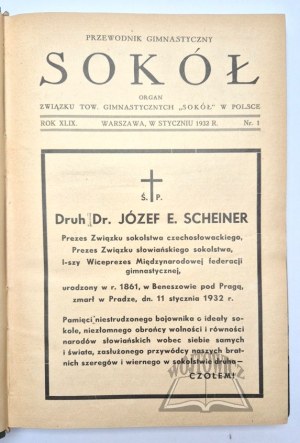 PRZEWODNIK GIMNASTYCZNY
SOKÓŁ
ORGAN
ZWIĄZKU TOW. GIMNASTYCZNYCH „SOKÓŁ” W POLSCE
ROK XLIX. WARSZAWA, W STYCZNIU 1932 R. Nr. 1
Ś. P.
Druh Dr. JÓZEF E. SCHEINER
Prezes Związku sokolstwa czechosłowackiego,
Prezes Związku słowiańskiego sokolstwa,
I-szy Wiceprezes Międzynarodowej federacji
gimnastycznej,
urodzony w r. 1861, w Beneszowie pod Pragą,
zmarł w Pradze, dn. 11 stycznia 1932 r.
Pamięci niestrudzonego bojownika o ideały soko-
le, niezłomnego obrańcy wolności i równości
narodów słowiańskich wobec siebie samych
i świata, zasłużonego przywódcy naszych brat-
nich szeregów i wiernego w sokolstwie druha—
CZOŁEM!